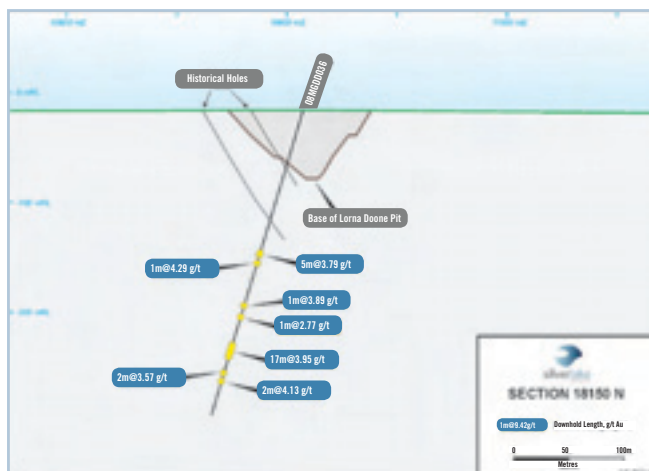 08MGDD036
Historical Holes
Base of Lorna Doone Pit
5m@3.79 g/t
1m@4.29 g/t
1m@3.89 g/t
1m@2.77 g/t
17m@3.95 g/t
2m@3.57 g/t
2m@4.13 g/t
silverlake
SECTION 18150 N
1m@9.42g/t Downhold Length, g/t Au
0 50 100m
Metres